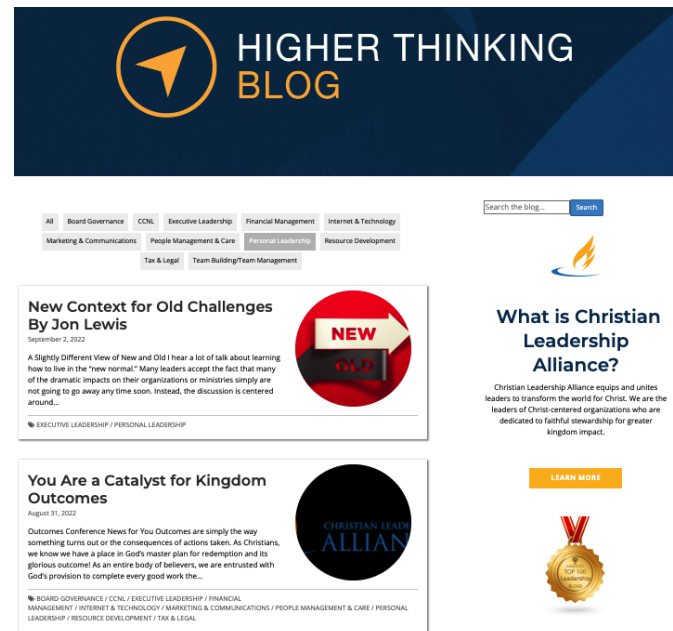 HIGHER THINKING
BLOG
All
Board Governance
CCNL
Executive Leadership
Financial Management
Internet & Technology
Marketing & Communications
People Management & Care
Personal Leadership
Resource Development
Tax & Legal
Team Building/Team Management
New Context for Old Challenges
By Jon Lewis
September 2, 2022
A Slightly Different View of New and Old I hear a lot of talk about learning
how to live in the “new normal.” Many leaders accept the fact that many
of the dramatic impacts on their organizations or ministries simply are
not going to go away any time soon. Instead, the discussion is centered
around...
NEW
OLD
EXECUTIVE LEADERSHIP / PERSONAL LEADERSHIP
You Are a Catalyst for Kingdom
Outcomes
August 31, 2022
Outcomes Conference News for You Outcomes are simply the way
something turns out or the consequences of actions taken. As Christians,
we know we have a place in God’s master plan for redemption and its
glorious outcome! As an entire body of believers, we are entrusted with
God’s provision to complete every good work the...
CHRISTIAN LEAD
ALLIAN
BOARD GOVERNANCE / CCNL / EXECUTIVE LEADERSHIP / FINANCIAL
MANAGEMENT / INTERNET & TECHNOLOGY / MARKETING & COMMUNICATIONS / PEOPLE MANAGEMENT & CARE / PERSONAL
LEADERSHIP / RESOURCE DEVELOPMENT / TAX & LEGAL
Search the blog...
Search
What is Christian
Leadership
Alliance?
Christian Leadership Alliance equips and unites
leaders to transform the world for Christ. We are the
leaders of Christ-centered organizations who are
dedicated to faithful stewardship for greater
kingdom impact.
LEARN MORE
TOP 100
Leadership